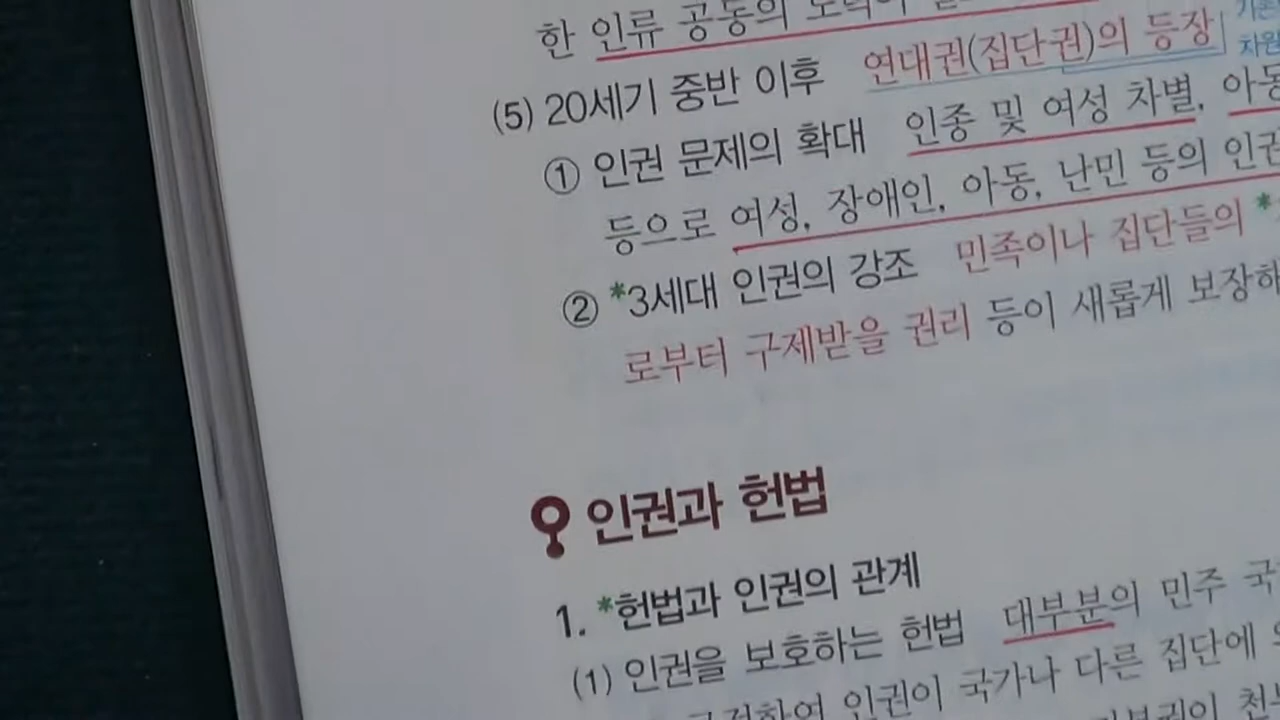 한 인류 공동의 노력이
(5) 20세기 중반 이후 연대권(집단권)의 등장
차원
① 인권 문제의 확대 인종 및 여성 차별, 아동
등으로 여성, 장애인, 아동, 난민 등의 인권
② *3세대 인권의 강조 민족이나 집단들의 *
로부터 구제받을 권리 등이 새롭게 보장하
인권과 헌법
1. *헌법과 인권의 관계
(1) 인권을 보호하는 헌법 대부분의 민주 국
인권이 국가나 다른 집단에